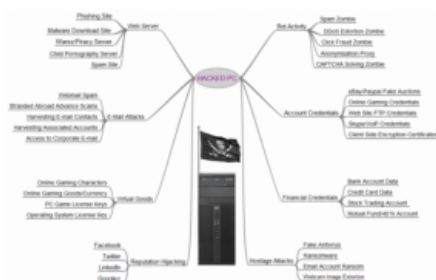 HACKED PC
Web Server
Phishing Site
Malware Download Site
Warez/Piracy Server
Child Pornography Server
Spam Site
E-mail Attacks
Webmail Spam
Stranded Abroad Advance Scams
Harvesting E-mail Contacts
Harvesting Associated Accounts
Access to Corporate E-mail
Virtual Goods
Online Gaming Characters
Online Gaming Goods/Currency
PC Game License Keys
Operating System License Key
Reputation Hijacking
Facebook
Twitter
LinkedIn
Google+
Bot Activity
Spam Zombie
DDoS Extortion Zombie
Click Fraud Zombie
Anonymization Proxy
CAPTCHA Solving Zombie
Account Credentials
eBay/Paypal Fake Auctions
Online Gaming Credentials
Web Site FTP Credentials
Skype/VoIP Credentials
Client Side Encryption Certificates
Financial Credentials
Bank Account Data
Credit Card Data
Stock Trading Account
Mutual Fund/401k Account
Hostage Attacks
Fake Antivirus
Ransomware
Email Account Ransom
Webcam Image Extortion